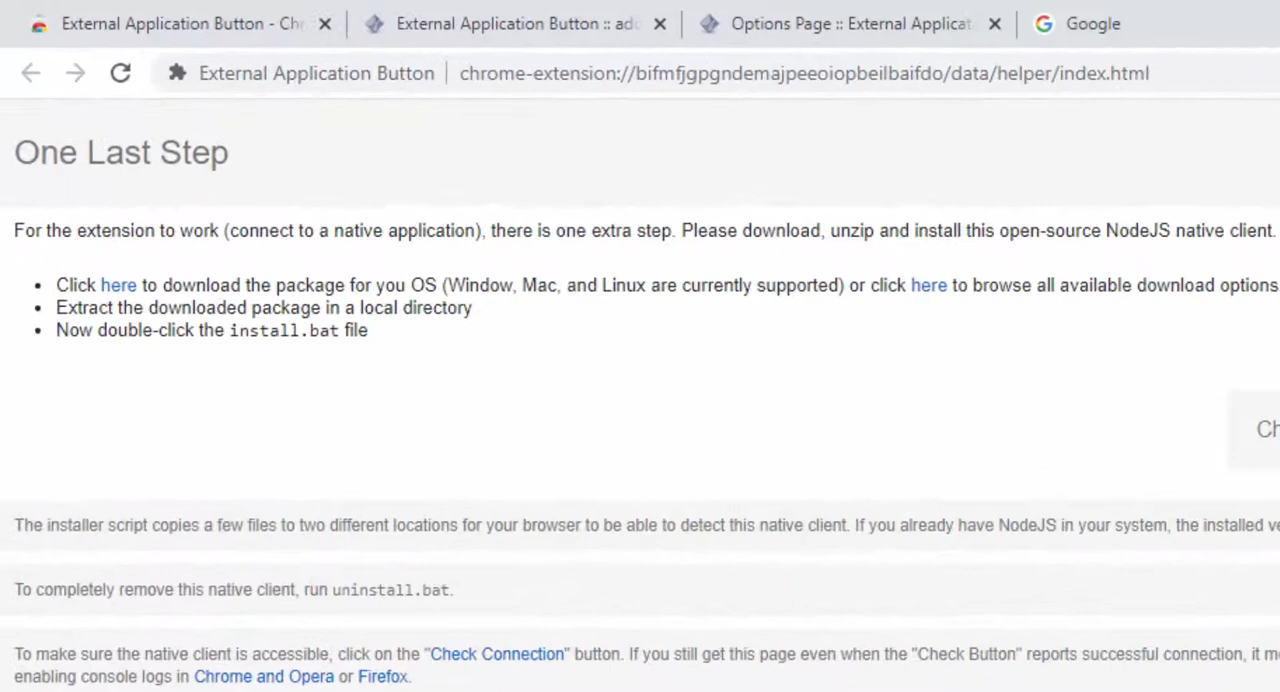 External Application Button - Ch
External Application Button :: ad
Options Page :: External Applicat
Google
External Application Button
chrome-extension://bifmfjgpgndemajpeeoiopbeilbaifdo/data/helper/index.html
One Last Step
For the extension to work (connect to a native application), there is one extra step. Please download, unzip and install this open-source NodeJS native client.
• Click here to download the package for you OS (Window, Mac, and Linux are currently supported) or click here to browse all available download options
• Extract the downloaded package in a local directory
• Now double-click the install.bat file
Ch
The installer script copies a few files to two different locations for your browser to be able to detect this native client. If you already have NodeJS in your system, the installed ve
To completely remove this native client, run uninstall.bat.
To make sure the native client is accessible, click on the "Check Connection" button. If you still get this page even when the "Check Button" reports successful connection, it m
enabling console logs in Chrome and Opera or Firefox.